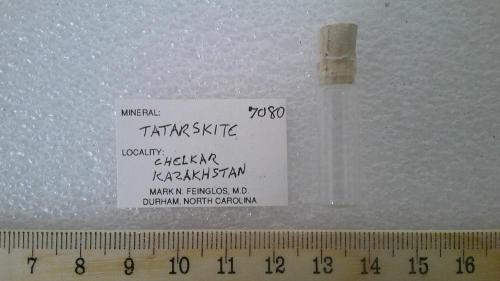 MINERAL: 7080
TATARSKITE
LOCALITY:
CHELKAR
KAZAKHSTAN
MARK N. FEINGLOS, M.D.
DURHAM, NORTH CAROLINA
7 8 9 10 11 12 13 14 15 16